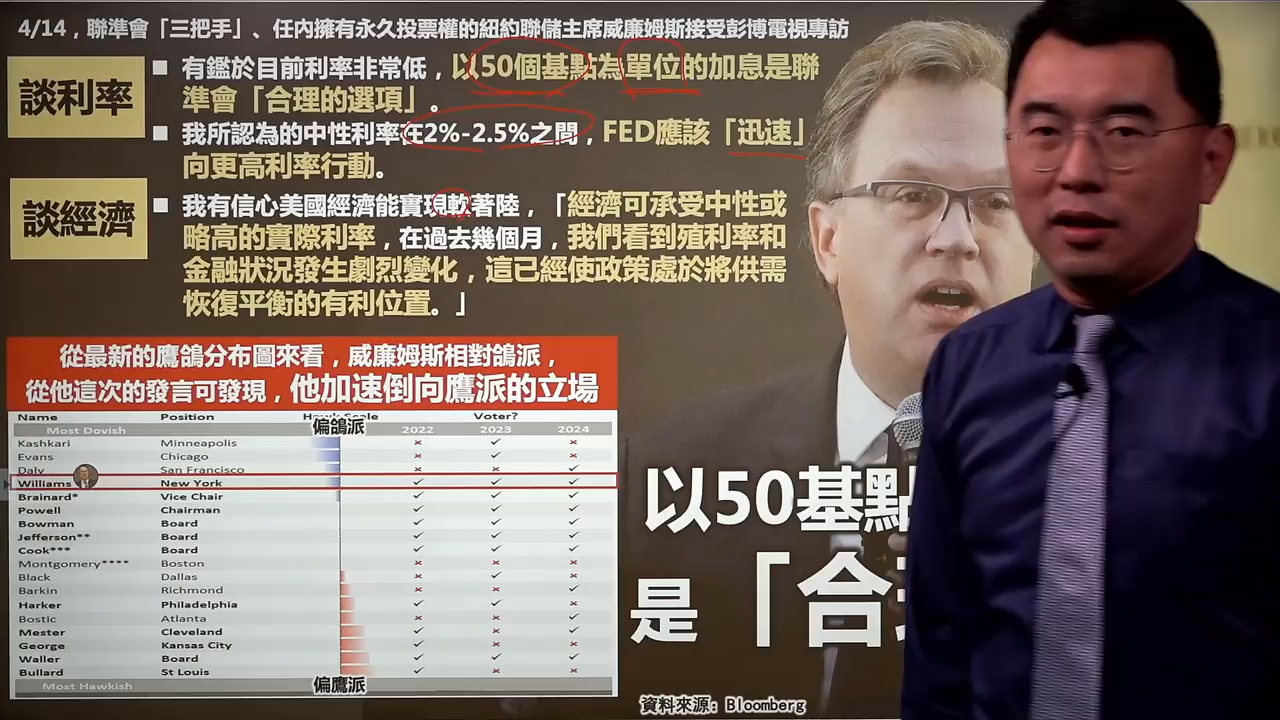 4/14，聯準會「三把手」、任內擁有永久投票權的紐約聯儲主席威廉姆斯接受彭博電視專訪
談利率
■ 有鑑於目前利率非常低，以50個基點為單位的加息是聯
準會「合理的選項」。
■ 我所認為的中性利率在2%-2.5%之間，FED應該「迅速」
向更高利率行動。
談經濟
■ 我有信心美國經濟能實現軟著陸，「經濟可承受中性或
略高的實際利率，在過去幾個月，我們看到殖利率和
金融狀況發生劇烈變化，這已經使政策處於將供需
恢復平衡的有利位置。」
從最新的鷹鴿分布圖來看，威廉姆斯相對鴿派，
從他這次的發言可發現，他加速倒向鷹派的立場
Name Position Hawk Scale Voter?
偏鴿派
Most Dovish 2022 2023 2024
Kashkari Minneapolis × ✓ ×
Evans Chicago × ✓ ×
Daly San Francisco × × ✓
Williams New York ✓ ✓ ✓
Brainard* Vice Chair ✓ ✓ ✓
Powell Chairman ✓ ✓ ✓
Bowman Board ✓ ✓ ✓
Jefferson** Board ✓ ✓ ✓
Cook*** Board ✓ ✓ ✓
Montgomery**** Boston × × ×
Black Dallas × ✓ ×
Barkin Richmond × × ✓
Harker Philadelphia ✓ ✓ ×
Bostic Atlanta × × ✓
Mester Cleveland ✓ × ✓
George Kansas City ✓ × ×
Waller Board ✓ ✓ ✓
Bullard St Louis ✓ × ×
Most Hawkish
偏鷹派
以50基點
是「合
資料來源：Bloomberg